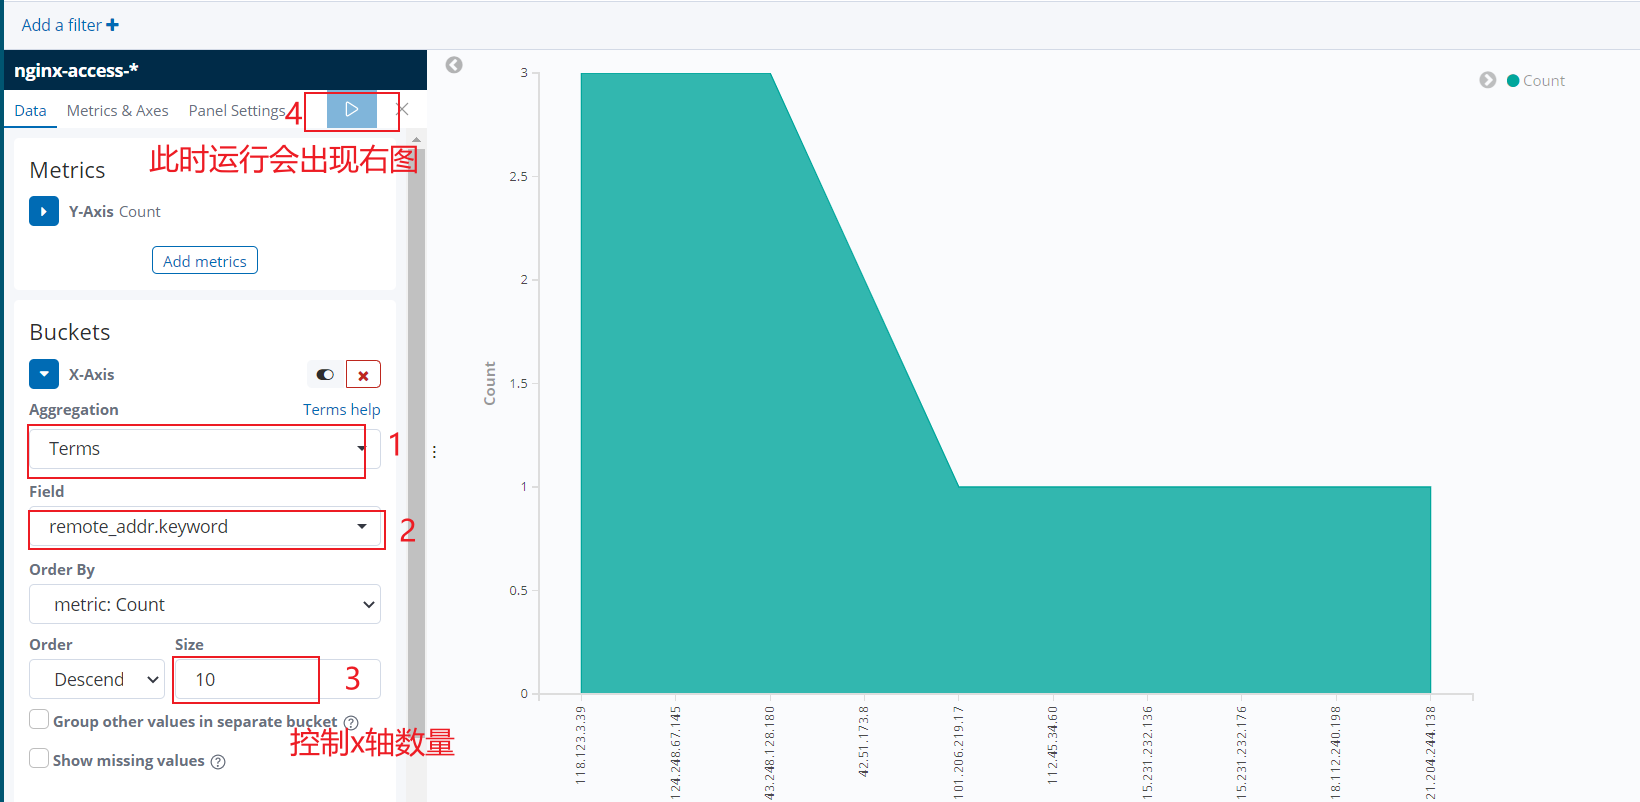 Add a filter
nginx-access-*
Data Metrics & Axes Panel Settings 4
此时运行会出现右图
Metrics
Y-Axis Count
Add metrics
Buckets
X-Axis
Aggregation Terms help
Terms 1
Field
remote_addr.keyword 2
Order By
metric: Count
Order Size
Descend 10 3
Group other values in separate bucket
控制x轴数量
Show missing values
Count
3
2.5
2
1.5
1
0.5
0
Count
118.123.3.39
124.248.67.145
43.248.128.180
42.51.173.8
101.206.219.17
112.45.34.60
15.231.232.136
15.231.232.176
18.112.240.198
21.204.244.138